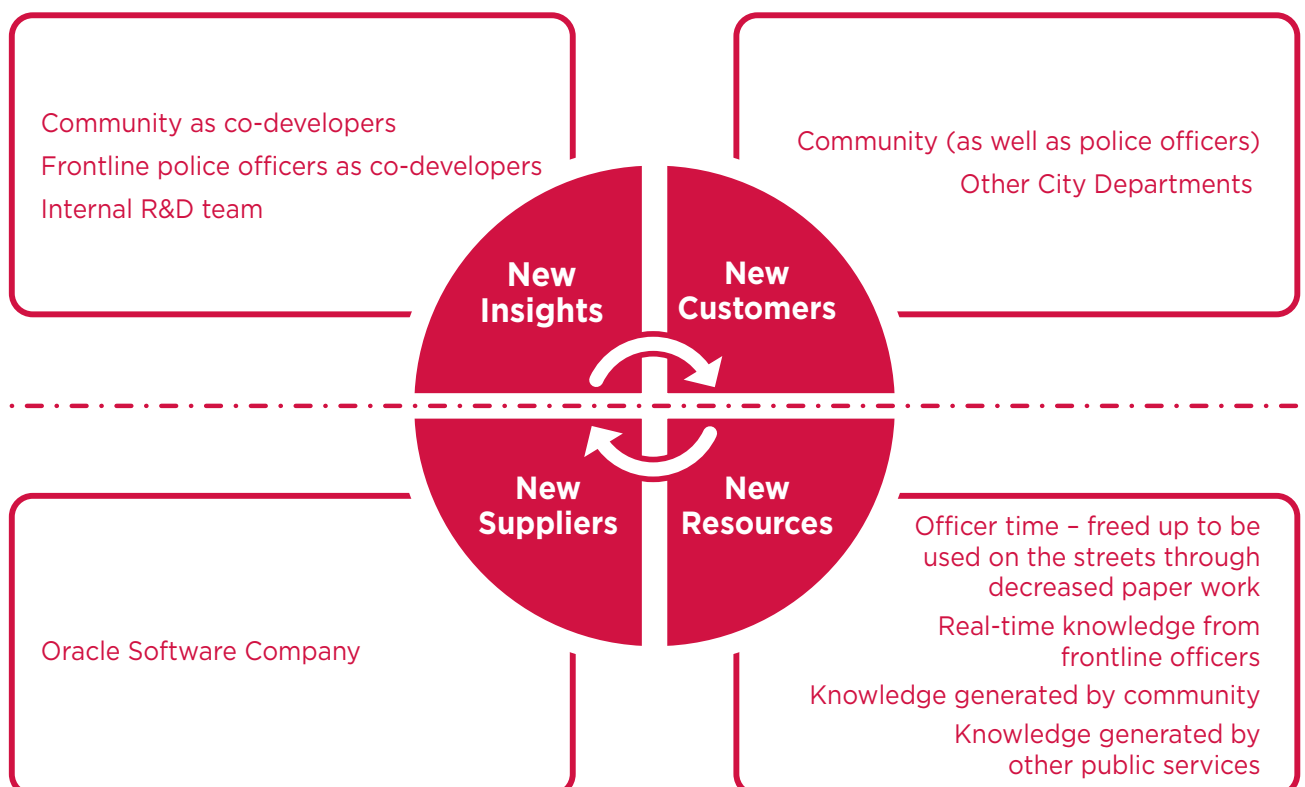 Community as co-developers
Frontline police officers as co-developers
Internal R&D team
Community (as well as police officers)
Other City Departments
New
Insights
New
Customers
New
Suppliers
New
Resources
Oracle Software Company
Officer time – freed up to be
used on the streets through
decreased paper work
Real-time knowledge from
frontline officers
Knowledge generated by community
Knowledge generated by
other public services